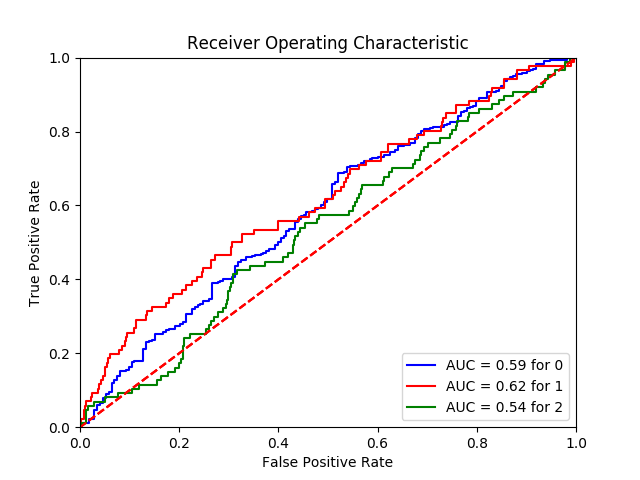 Receiver Operating Characteristic
True Positive Rate
1.0
0.8
0.6
0.4
0.2
0.0
AUC = 0.59 for 0
AUC = 0.62 for 1
AUC = 0.54 for 2
0.0 0.2 0.4 0.6 0.8 1.0
False Positive Rate